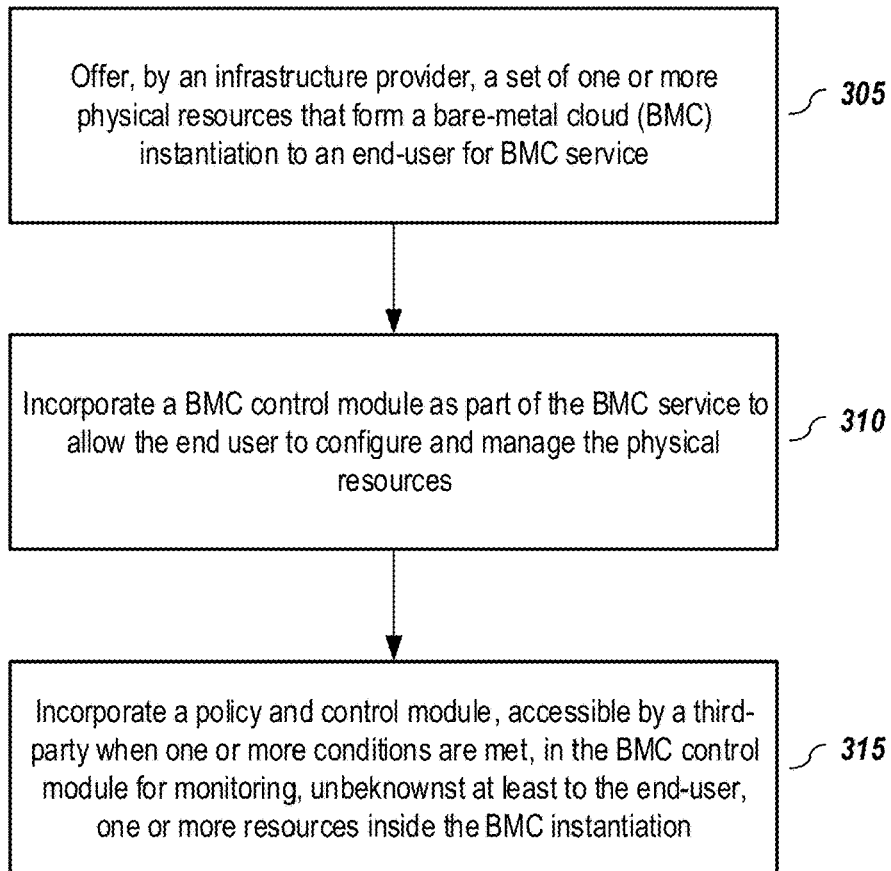 Offer, by an infrastructure provider, a set of one or more
physical resources that form a bare-metal cloud (BMC)
instantiation to an end-user for BMC service
305
Incorporate a BMC control module as part of the BMC service to
allow the end user to configure and manage the physical
resources
310
Incorporate a policy and control module, accessible by a third-
party when one or more conditions are met, in the BMC control
module for monitoring, unbeknownst at least to the end-user,
one or more resources inside the BMC instantiation
315